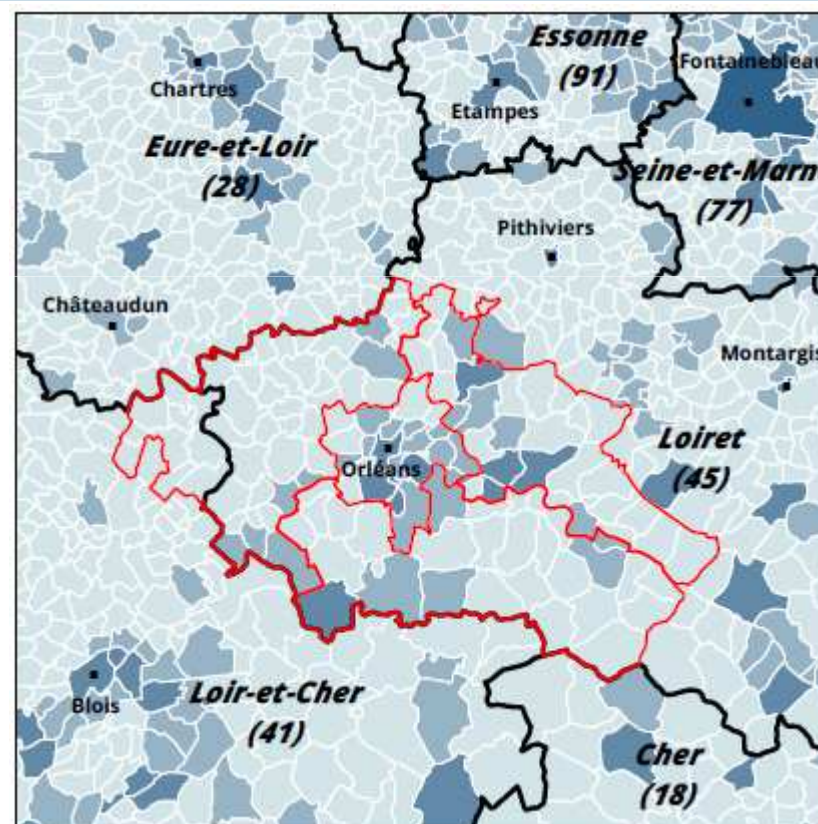 Essonne
(91)
Fontainebleau
Chartres
Etampes
Eure-et-Loir
(28)
Seine-et-Marn
(77)
Pithiviers
Châteaudun
Montargis
Loiret
(45)
Orléans
Loir-et-Cher
(41)
Blois
Cher
(18)